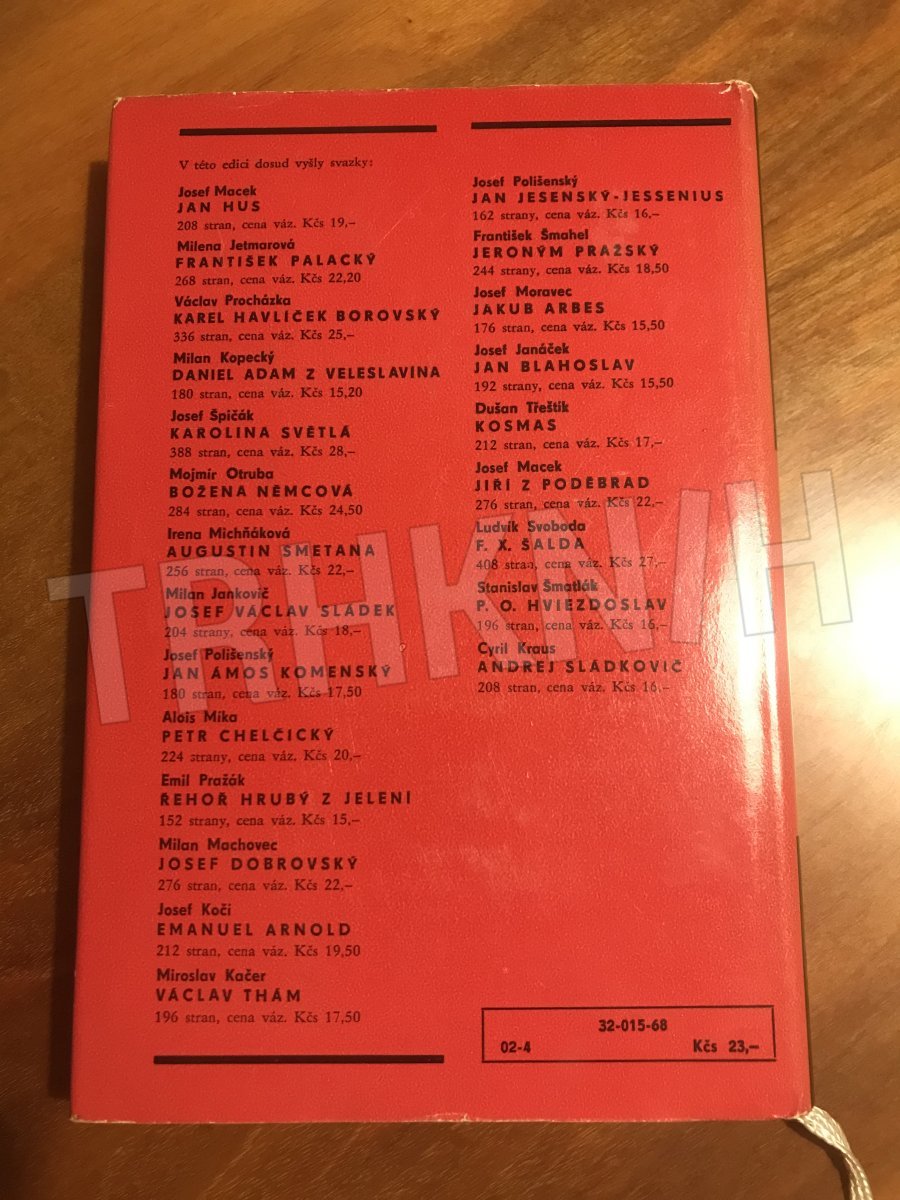 V této edici dosud vyšly svazky:
Josef Macek
JAN HUS
208 stran, cena váz. Kčs 19,–
Milena Jetmarová
FRANTIŠEK PALACKÝ
268 stran, cena váz. Kčs 22,20
Václav Procházka
KAREL HAVLÍČEK BOROVSKÝ
336 stran, cena váz. Kčs 25,–
Milan Kopecký
DANIEL ADAM Z VELESLAVÍNA
180 stran, cena váz. Kčs 15,20
Josef Špičák
KAROLINA SVĚTLÁ
388 stran, cena váz. Kčs 28,–
Mojmír Otruba
BOŽENA NĚMCOVÁ
284 stran, cena váz. Kčs 24,50
Irena Michňáková
AUGUSTIN SMETANA
256 stran, cena váz. Kčs 22,–
Milan Jankovič
JOSEF VÁCLAV SLÁDEK
204 strany, cena váz. Kčs 18,–
Josef Polišenský
JAN ÁMOS KOMENSKÝ
180 stran, cena váz. Kčs 17,50
Alois Míka
PETR CHELČICKÝ
224 strany, cena váz. Kčs 20,–
Emil Pražák
ŘEHOŘ HRUBÝ Z JELENÍ
152 strany, cena váz. Kčs 15,–
Milan Machovec
JOSEF DOBROVSKÝ
276 stran, cena váz. Kčs 22,–
Josef Kočí
EMANUEL ARNOLD
212 stran, cena váz. Kčs 19,50
Miroslav Kačer
VÁCLAV THÁM
196 stran, cena váz. Kčs 17,50
Josef Polišenský
JAN JESENSKÝ-JESSENIUS
162 strany, cena váz. Kčs 16,–
František Šmahel
JERONÝM PRAŽSKÝ
244 strany, cena váz. Kčs 18,50
Josef Moravec
JAKUB ARBES
176 stran, cena váz. Kčs 15,50
Josef Janáček
JAN BLAHOSLAV
192 strany, cena váz. Kčs 15,50
Dušan Třeštík
KOSMAS
212 stran, cena váz. Kčs 17,–
Josef Macek
JIŘÍ Z PODĚBRAD
276 stran, cena váz. Kčs 22,–
Ludvík Svoboda
F. X. ŠALDA
408 stran, cena váz. Kčs 27,–
Stanislav Šmatlák
P. O. HVIEZDOSLAV
196 stran, cena váz. Kčs 16,–
Cyril Kraus
ANDREJ SLÁDKOVIČ
208 stran, cena váz. Kčs 16,–
32-015-68
02-4 Kčs 23,–
TRHKNIH